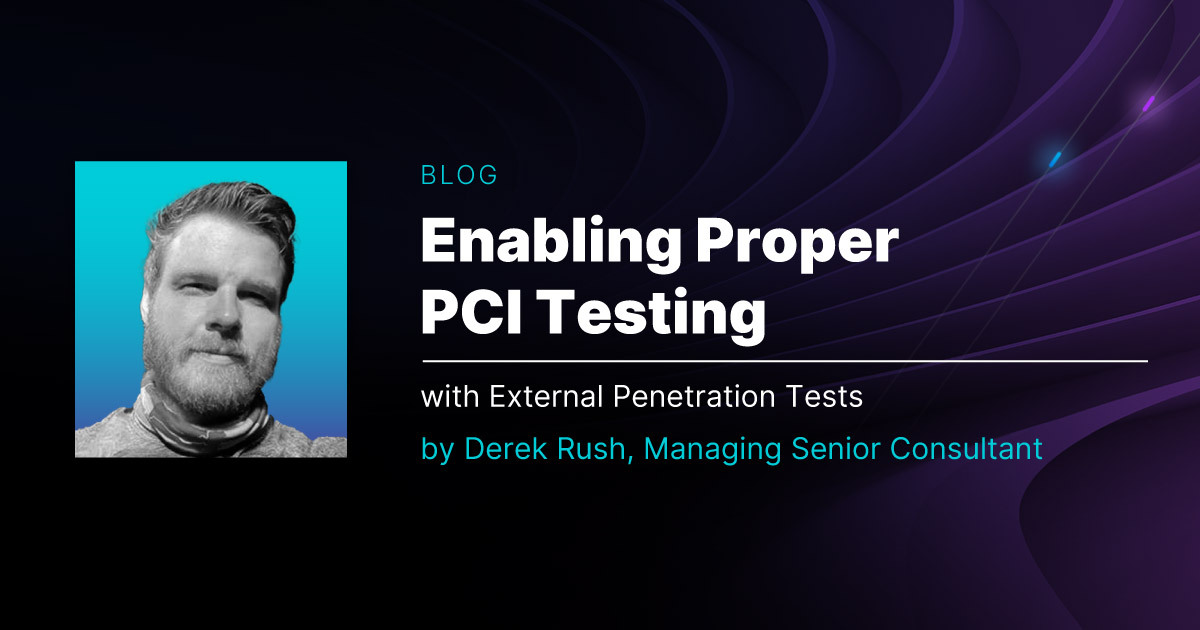 BLOG
Enabling Proper
PCI Testing
with External Penetration Tests
by Derek Rush, Managing Senior Consultant